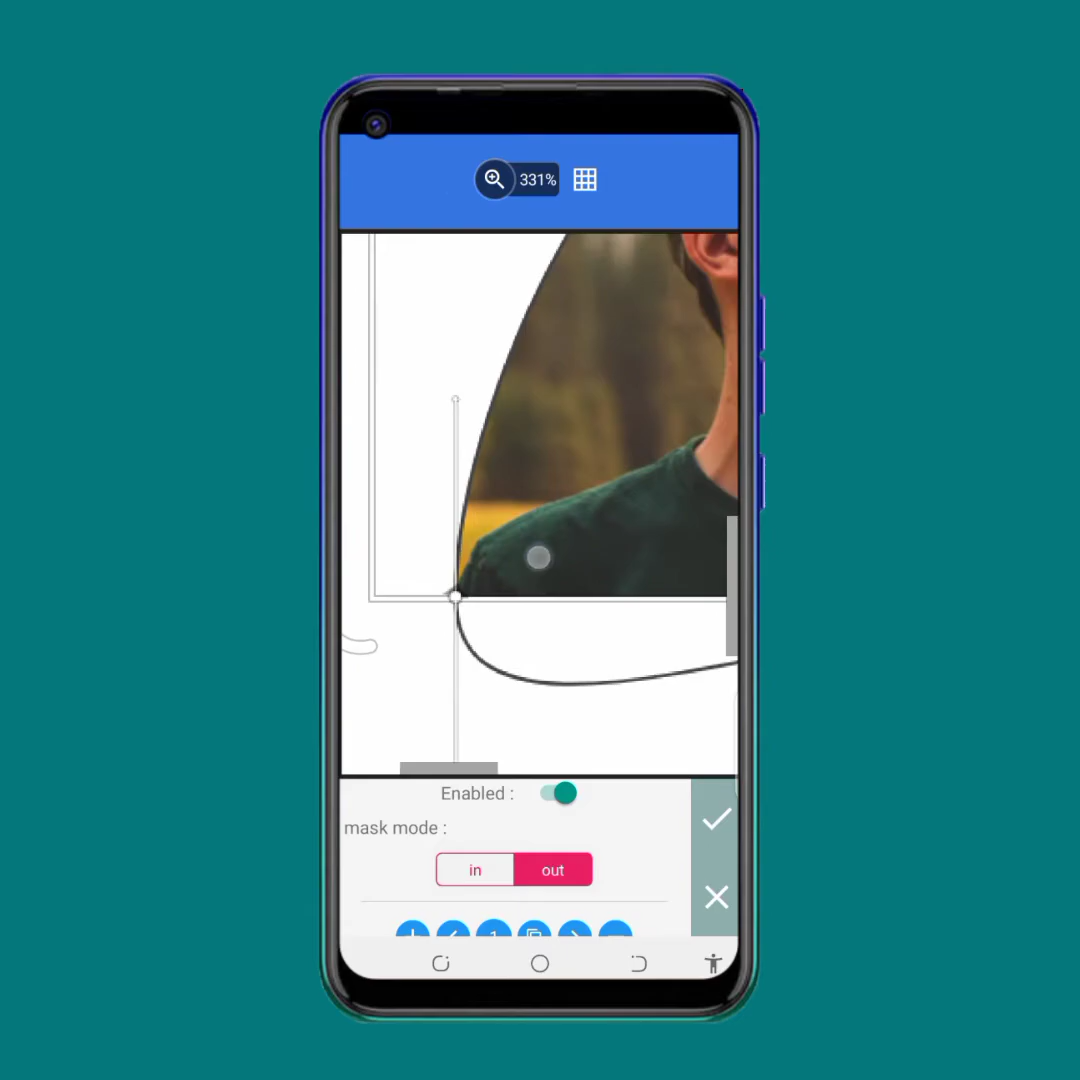 331%
Enabled :
mask mode :
in out